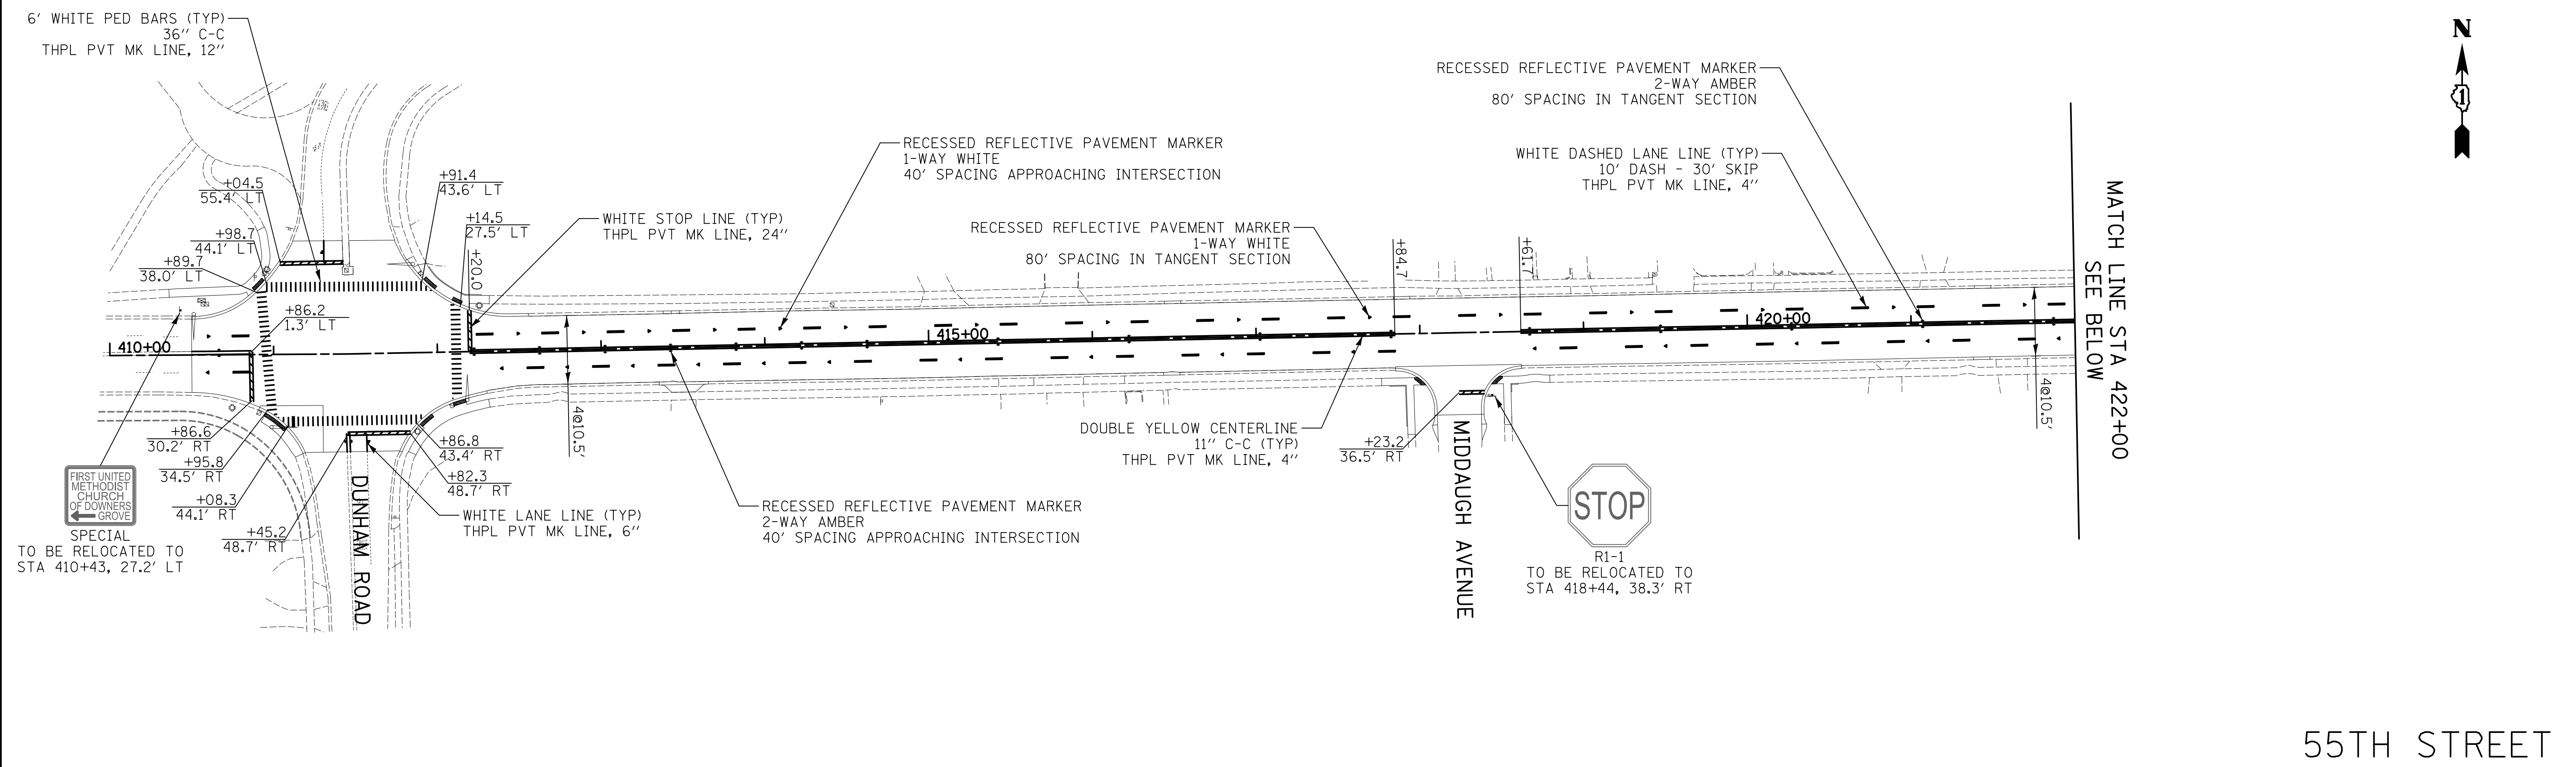 6' WHITE PED BARS (TYP)
36" C-C
THPL PVT MK LINE, 12"
+04.5
55.4' LT
+98.7
44.1' LT
+89.7
38.0' LT
+86.2
1.3' LT
410+00
+91.4
43.6' LT
+14.5
27.5' LT
+20.0
WHITE STOP LINE (TYP)
THPL PVT MK LINE, 24"
RECESSED REFLECTIVE PAVEMENT MARKER
1-WAY WHITE
40' SPACING APPROACHING INTERSECTION
RECESSED REFLECTIVE PAVEMENT MARKER
1-WAY WHITE
80' SPACING IN TANGENT SECTION
RECESSED REFLECTIVE PAVEMENT MARKER
2-WAY AMBER
80' SPACING IN TANGENT SECTION
WHITE DASHED LANE LINE (TYP)
10' DASH - 30' SKIP
THPL PVT MK LINE, 4"
+84.7
+61.7
415+00
420+00
N
1
MATCH LINE STA 422+00
SEE BELOW
4@10.5'
4@10.5'
+86.6
30.2' RT
+95.8
34.5' RT
+08.3
44.1' RT
+45.2
48.7' RT
+86.8
43.4' RT
+82.3
48.7' RT
WHITE LANE LINE (TYP)
THPL PVT MK LINE, 6"
DUNHAM ROAD
RECESSED REFLECTIVE PAVEMENT MARKER
2-WAY AMBER
40' SPACING APPROACHING INTERSECTION
DOUBLE YELLOW CENTERLINE
11" C-C (TYP)
THPL PVT MK LINE, 4"
+23.2
36.5' RT
MIDDAUGH AVENUE
STOP
R1-1
TO BE RELOCATED TO
STA 418+44, 38.3' RT
FIRST UNITED
METHODIST
CHURCH
OF DOWNERS
GROVE
SPECIAL
TO BE RELOCATED TO
STA 410+43, 27.2' LT
55TH STREET